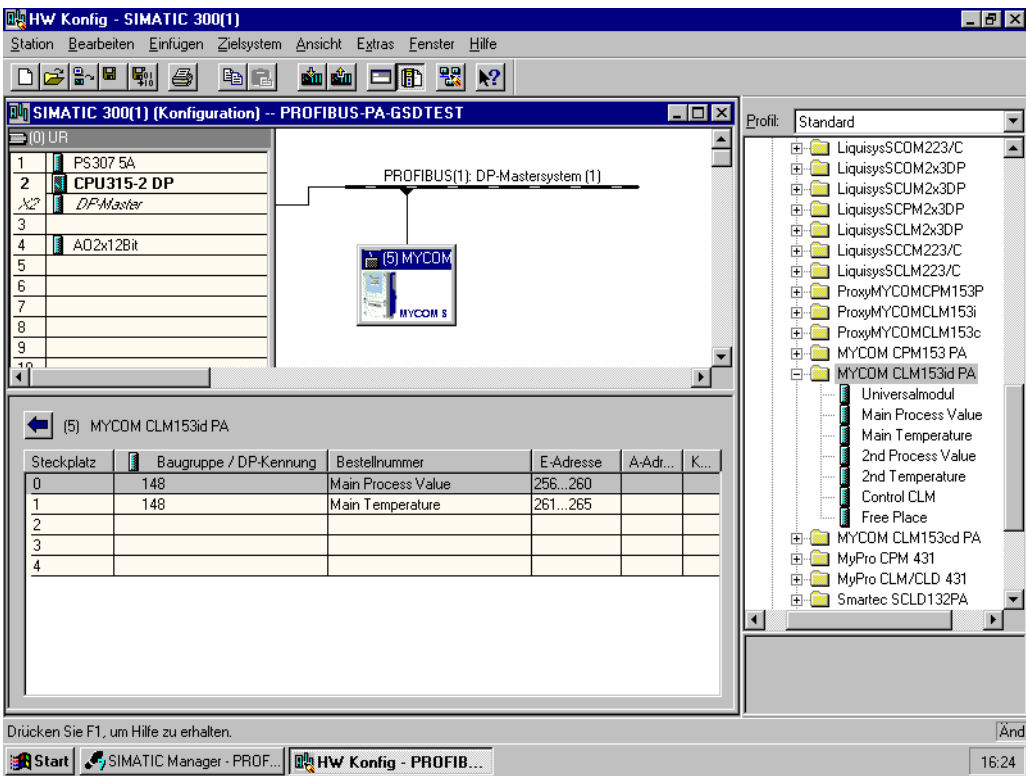 HW Konfig - SIMATIC 300(1)
Station Bearbeiten Einfügen Zielsystem Ansicht Extras Fenster Hilfe
SIMATIC 300(1) (Konfiguration) -- PROFIBUS-PA-GSDTEST
(0) UR
1 PS307 5A
2 CPU315-2 DP
X2 DP-Master
3
4 AO2x12Bit
5
6
7
8
9
10
PROFIBUS(1): DP-Mastersystem (1)
(5) MYCOM
MYCOM S
(5) MYCOM CLM153id PA
Steckplatz Baugruppe / DP-Kennung Bestellnummer E-Adresse A-Adr... K...
0 148 Main Process Value 256...260
1 148 Main Temperature 261...265
2
3
4
Profil: Standard
LiquisysSCOM223/C
LiquisysSCOM2x3DP
LiquisysSCUM2x3DP
LiquisysSCPM2x3DP
LiquisysSCLM2x3DP
LiquisysSCCM223/C
LiquisysSCLM223/C
ProxyMYCOMCPM153P
ProxyMYCOMCLM153i
ProxyMYCOMCLM153c
MYCOM CPM153 PA
MYCOM CLM153id PA
Universalmodul
Main Process Value
Main Temperature
2nd Process Value
2nd Temperature
Control CLM
Free Place
MYCOM CLM153cd PA
MyPro CPM 431
MyPro CLM/CLD 431
Smartec SCLD132PA
Drücken Sie F1, um Hilfe zu erhalten.
Änd
Start SIMATIC Manager - PROF... HW Konfig - PROFIB... 16:24